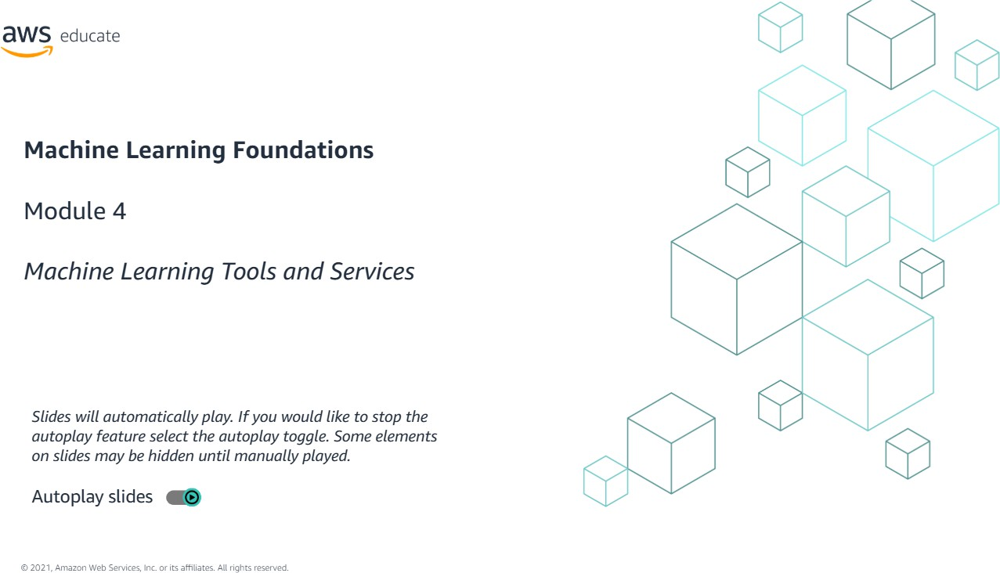 aws educate
Machine Learning Foundations
Module 4
Machine Learning Tools and Services
Slides will automatically play. If you would like to stop the
autoplay feature select the autoplay toggle. Some elements
on slides may be hidden until manually played.
Autoplay slides
© 2021, Amazon Web Services, Inc. or its affiliates. All rights reserved.